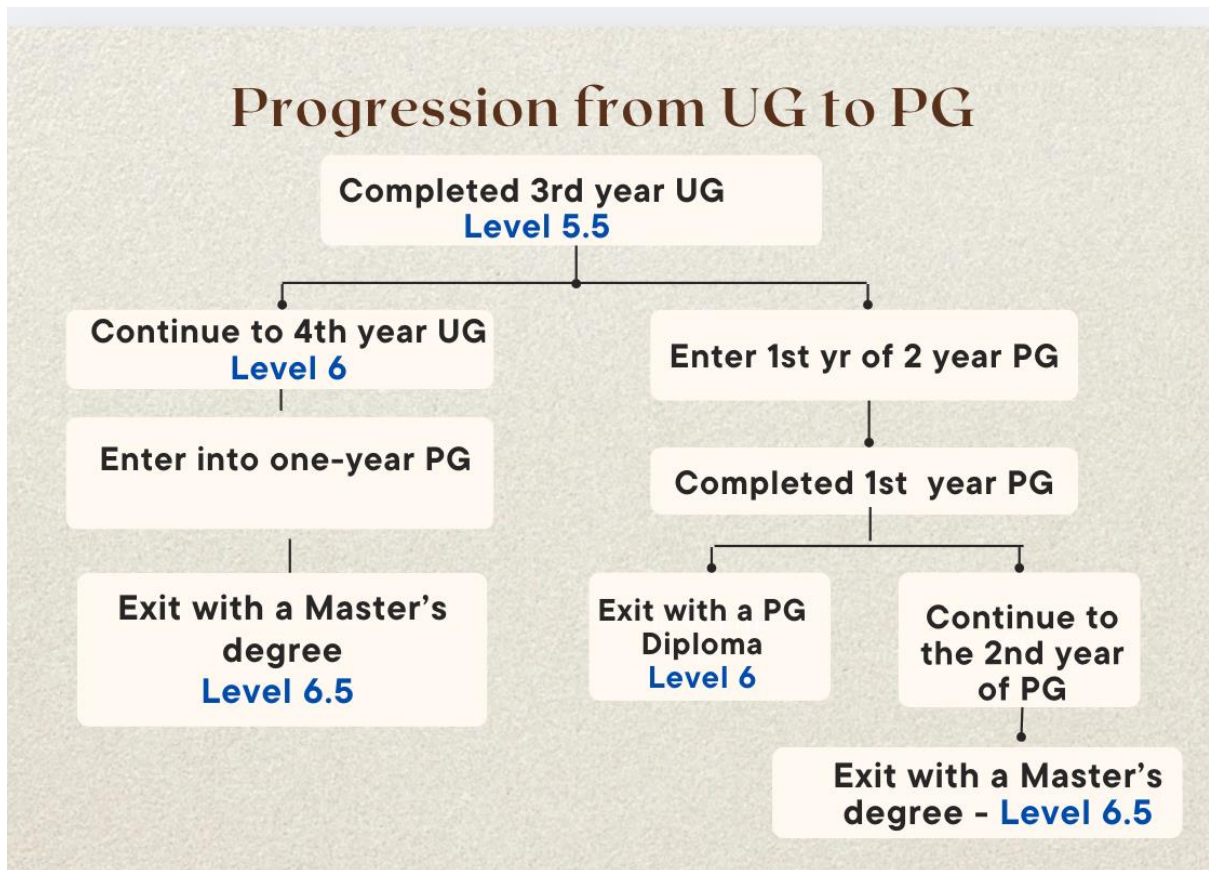 Progression from UG to PG
Completed 3rd year UG
Level 5.5
Continue to 4th year UG
Level 6
Enter into one-year PG
Exit with a Master's
degree
Level 6.5
Enter 1st yr of 2 year PG
Completed 1st year PG
Exit with a PG
Diploma
Level 6
Continue to
the 2nd year
of PG
Exit with a Master's
degree - Level 6.5